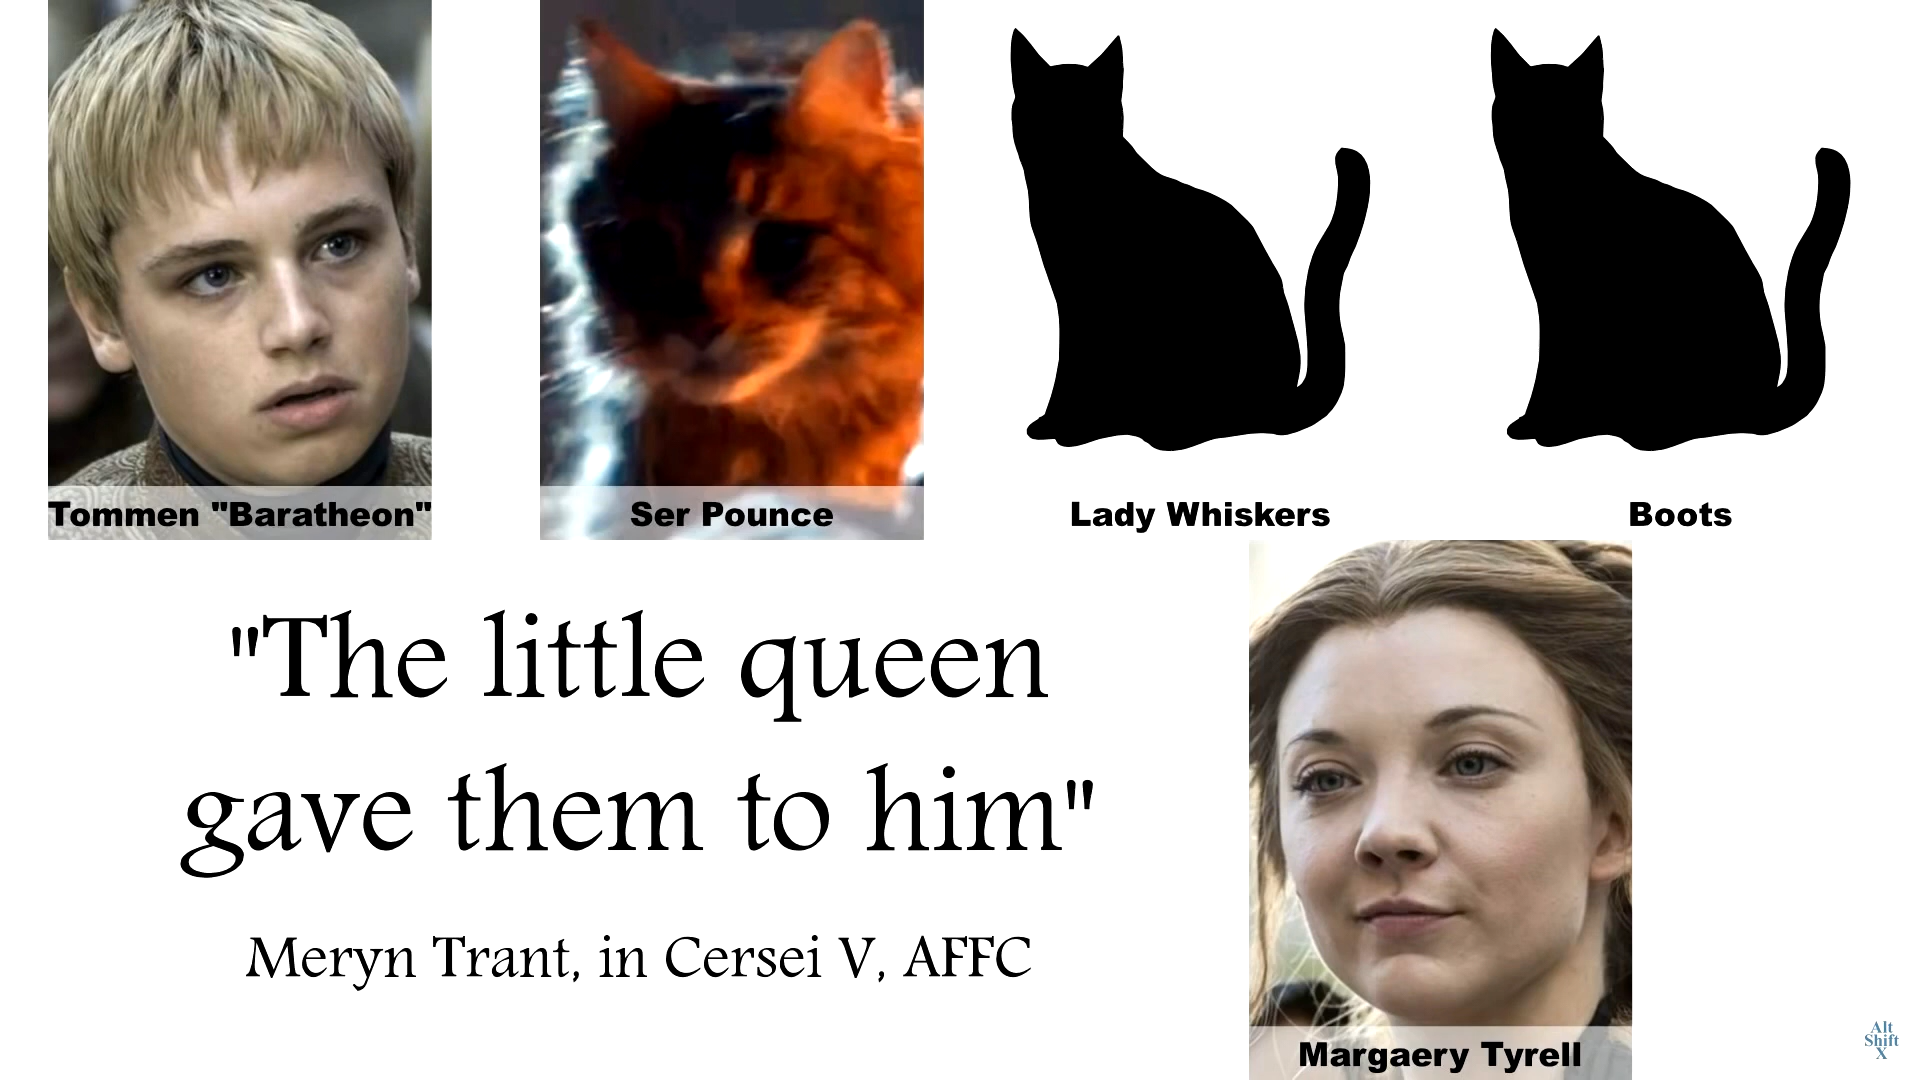 Tommen "Baratheon"
Ser Pounce
Lady Whiskers
Boots
"The little queen
gave them to him"
Meryn Trant, in Cersei V, AFFC
Margaery Tyrell
Alt
Shift
X